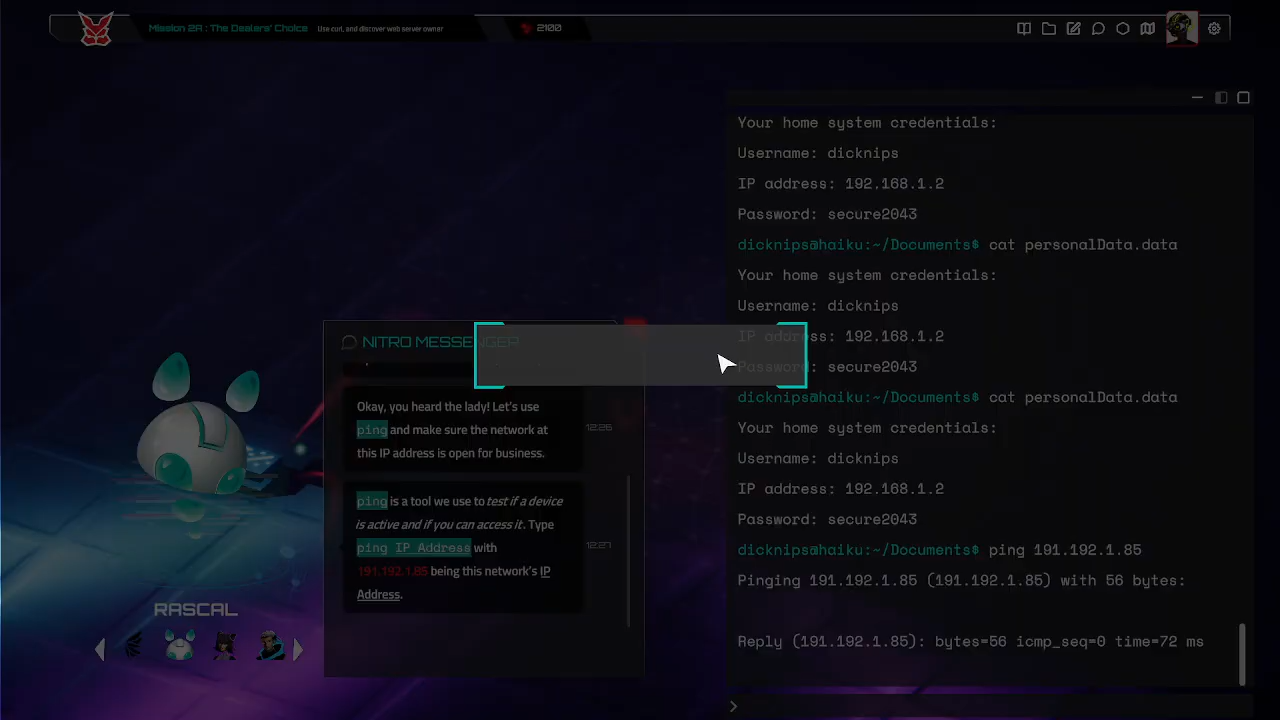 Mission 2A : The Dealers' Choice
Use curl, and discover web server owner
2100
NITRO MESSENGER
Okay, you heard the lady! Let's use
ping and make sure the network at
this IP address is open for business.
12:26
ping is a tool we use to test if a device
is active and if you can access it. Type
ping IP Address with
191.192.1.85 being this network's IP
Address.
12:27
RASCAL
Your home system credentials:
Username: dicknips
IP address: 192.168.1.2
Password: secure2043
dicknips@haiku:~/Documents$ cat personalData.data
Your home system credentials:
Username: dicknips
IP address: 192.168.1.2
Password: secure2043
dicknips@haiku:~/Documents$ cat personalData.data
Your home system credentials:
Username: dicknips
IP address: 192.168.1.2
Password: secure2043
dicknips@haiku:~/Documents$ ping 191.192.1.85
Pinging 191.192.1.85 (191.192.1.85) with 56 bytes:
Reply (191.192.1.85): bytes=56 icmp_seq=0 time=72 ms
>